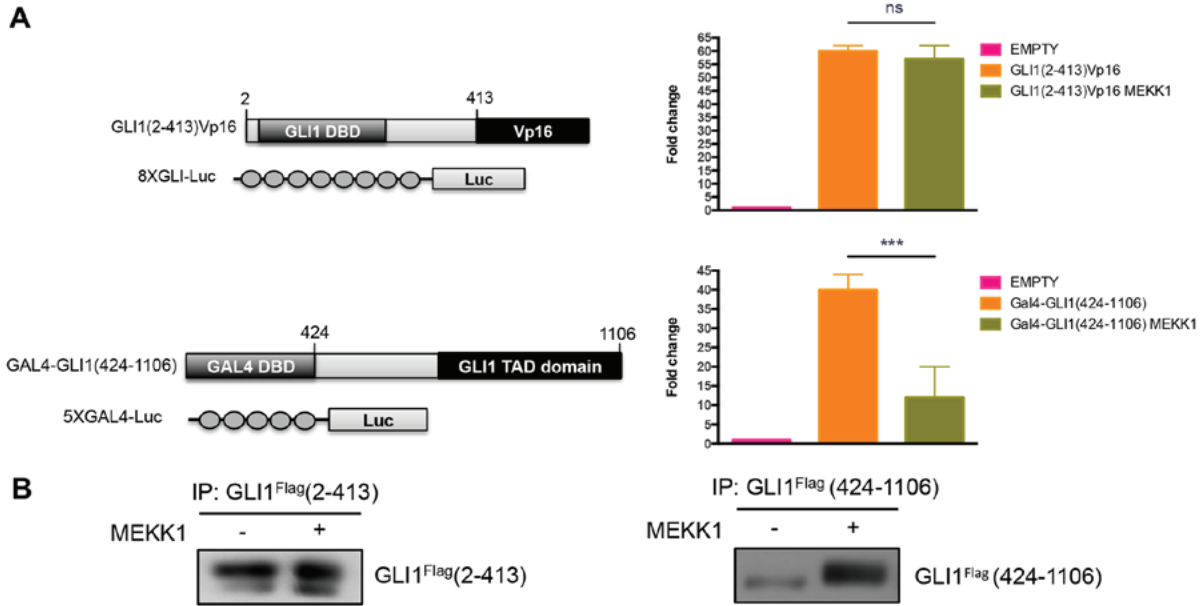 A
2
413
GLI1(2-413)Vp16
GLI1 DBD
Vp16
8XGLI-Luc
Luc
ns
Fold change
65
60
55
50
45
40
35
30
25
20
15
10
5
0
EMPTY
GLI1(2-413)Vp16
GLI1(2-413)Vp16 MEKK1
424
1106
GAL4-GLI1(424-1106)
GAL4 DBD
GLI1 TAD domain
5XGAL4-Luc
Luc
***
Fold change
45
40
35
30
25
20
15
10
5
0
EMPTY
Gal4-GLI1(424-1106)
Gal4-GLI1(424-1106) MEKK1
B
IP: GLI1Flag(2-413)
MEKK1 - +
GLI1Flag(2-413)
IP: GLI1Flag (424-1106)
MEKK1 - +
GLI1Flag (424-1106)